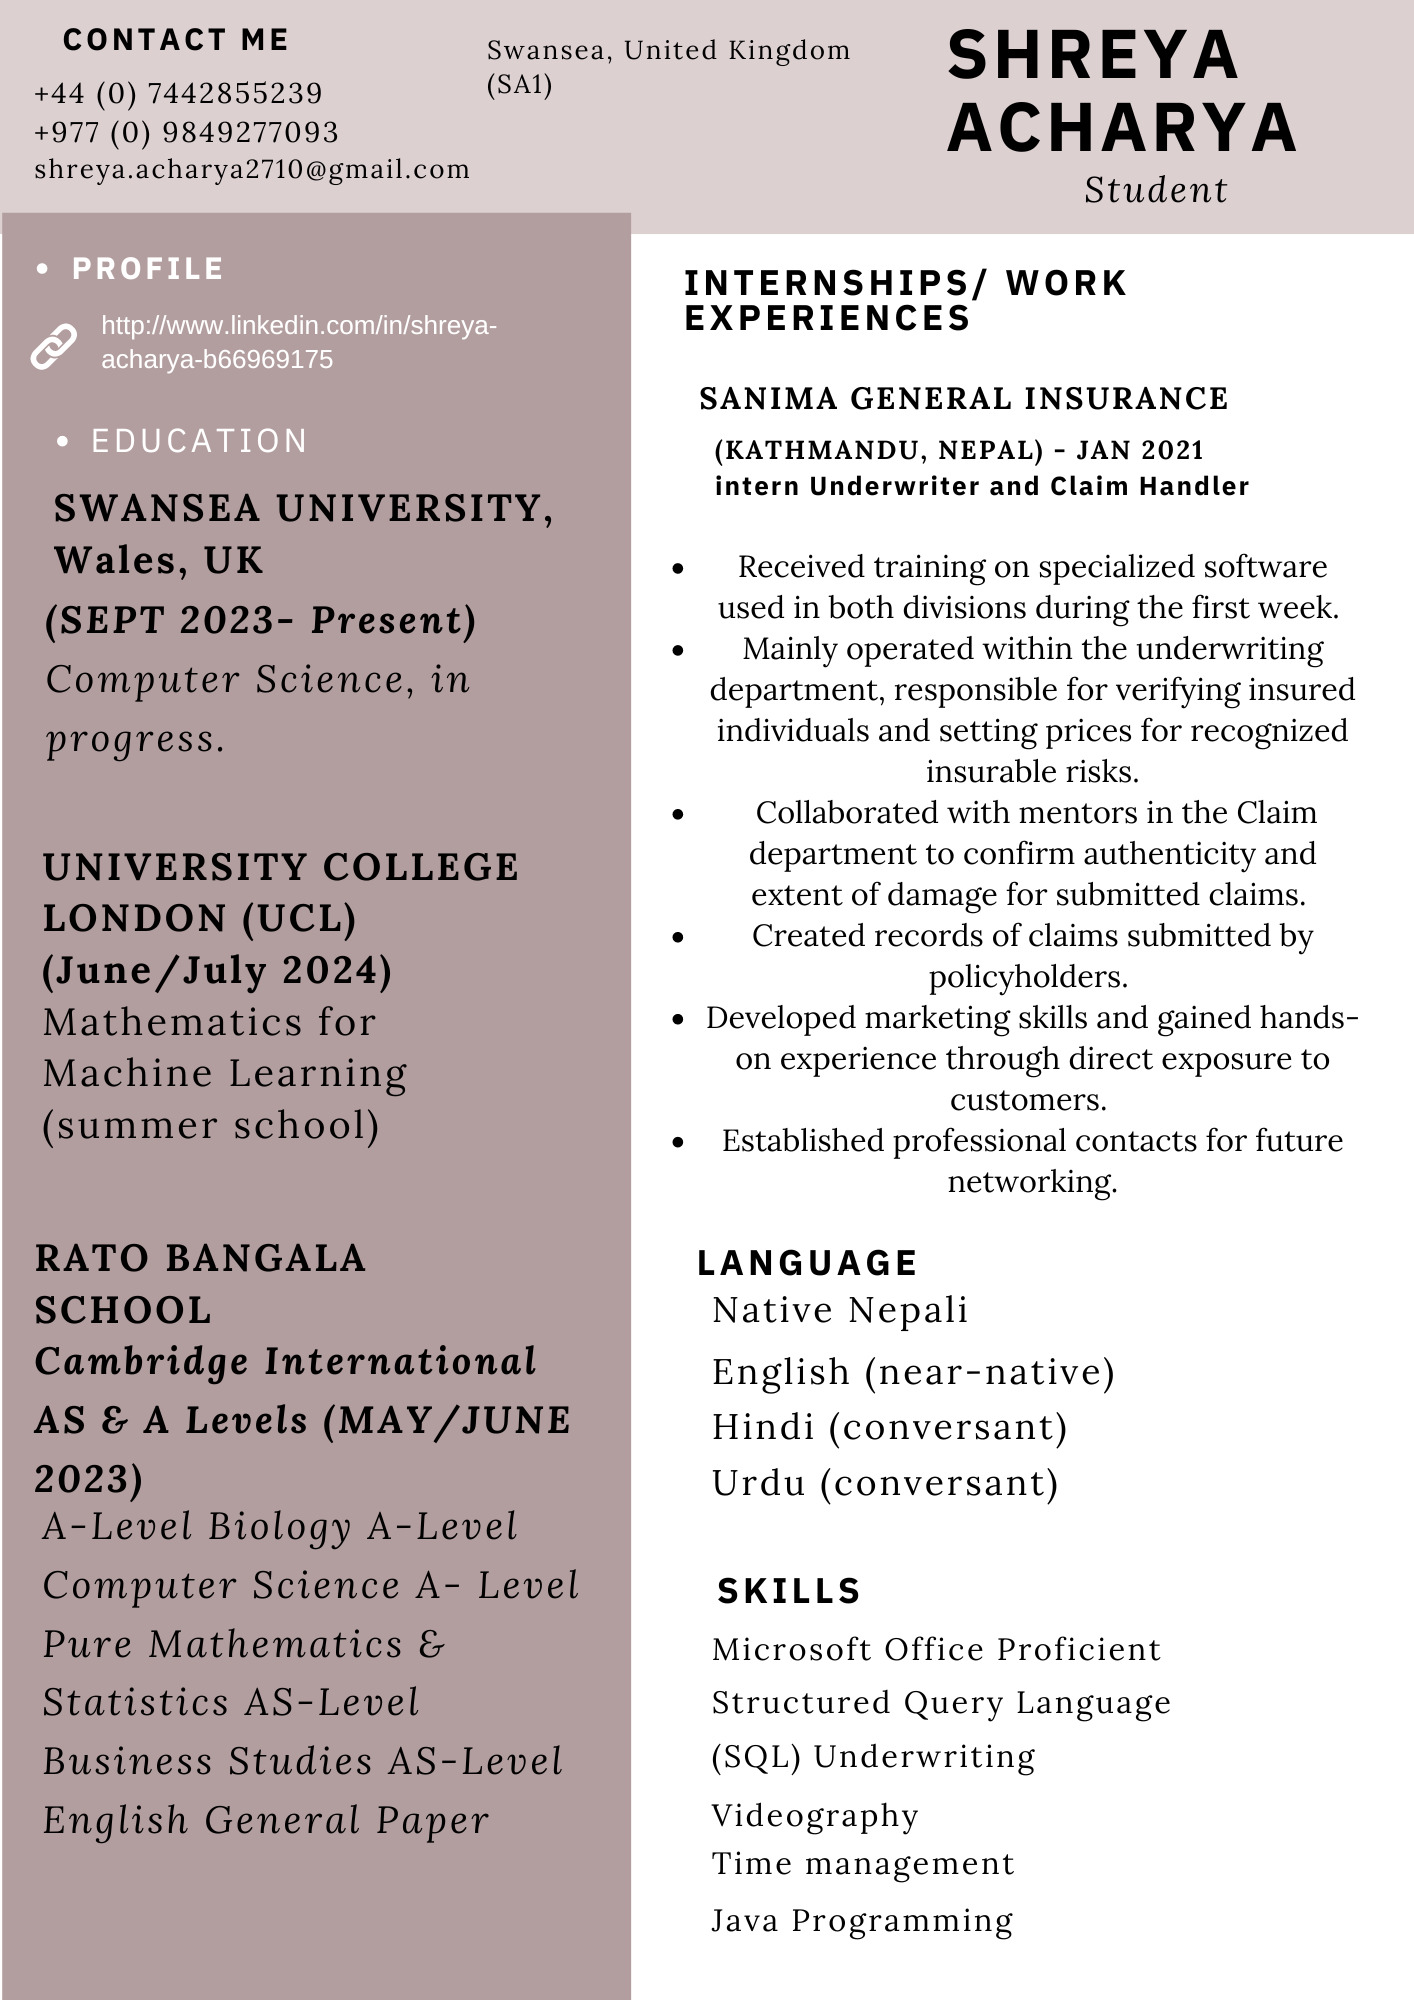 CONTACT ME
+44 (0) 7442855239
+977 (0) 9849277093
shreya.acharya2710@gmail.com
Swansea, United Kingdom
(SA1)
SHREYA
ACHARYA
Student
• PROFILE
http://www.linkedin.com/in/shreya-
acharya-b66969175
• EDUCATION
SWANSEA UNIVERSITY,
Wales, UK
(SEPT 2023- Present)
Computer Science, in
progress.
UNIVERSITY COLLEGE
LONDON (UCL)
(June/July 2024)
Mathematics for
Machine Learning
(summer school)
RATO BANGALA
SCHOOL
Cambridge International
AS & A Levels (MAY/JUNE
2023)
A-Level Biology A-Level
Computer Science A- Level
Pure Mathematics &
Statistics AS-Level
Business Studies AS-Level
English General Paper
INTERNSHIPS/ WORK
EXPERIENCES
SANIMA GENERAL INSURANCE
(KATHMANDU, NEPAL) - JAN 2021
intern Underwriter and Claim Handler
• Received training on specialized software
used in both divisions during the first week.
• Mainly operated within the underwriting
department, responsible for verifying insured
individuals and setting prices for recognized
insurable risks.
• Collaborated with mentors in the Claim
department to confirm authenticity and
extent of damage for submitted claims.
• Created records of claims submitted by
policyholders.
• Developed marketing skills and gained hands-
on experience through direct exposure to
customers.
• Established professional contacts for future
networking.
LANGUAGE
Native Nepali
English (near-native)
Hindi (conversant)
Urdu (conversant)
SKILLS
Microsoft Office Proficient
Structured Query Language
(SQL) Underwriting
Videography
Time management
Java Programming